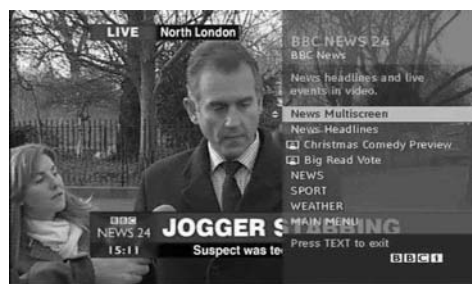 LIVE North London
BBC NEWS 24
BBC News
News headlines and live
events in video.
News Multiscreen
News Headlines
Christmas Comedy Preview
Big Read Vote
NEWS
SPORT
WEATHER
MAIN MENU
Press TEXT to exit
BBCi
BBC
NEWS 24
15:11
JOGGER STABBING
Suspect was